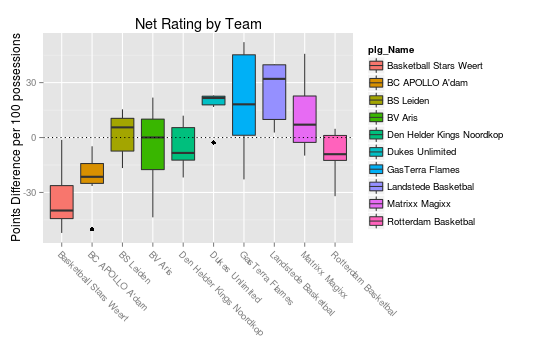 Net Rating by Team
Points Difference per 100 possessions
30
0
-30
Basketball Stars Weert
BC APOLLO A'dam
BS Leiden
BV Aris
Den Helder Kings Noordkop
Dukes Unlimited
GasTerra Flames
Landstede Basketbal
Matrixx Magixx
Rotterdam Basketbal
plg_Name
Basketball Stars Weert
BC APOLLO A'dam
BS Leiden
BV Aris
Den Helder Kings Noordkop
Dukes Unlimited
GasTerra Flames
Landstede Basketbal
Matrixx Magixx
Rotterdam Basketbal